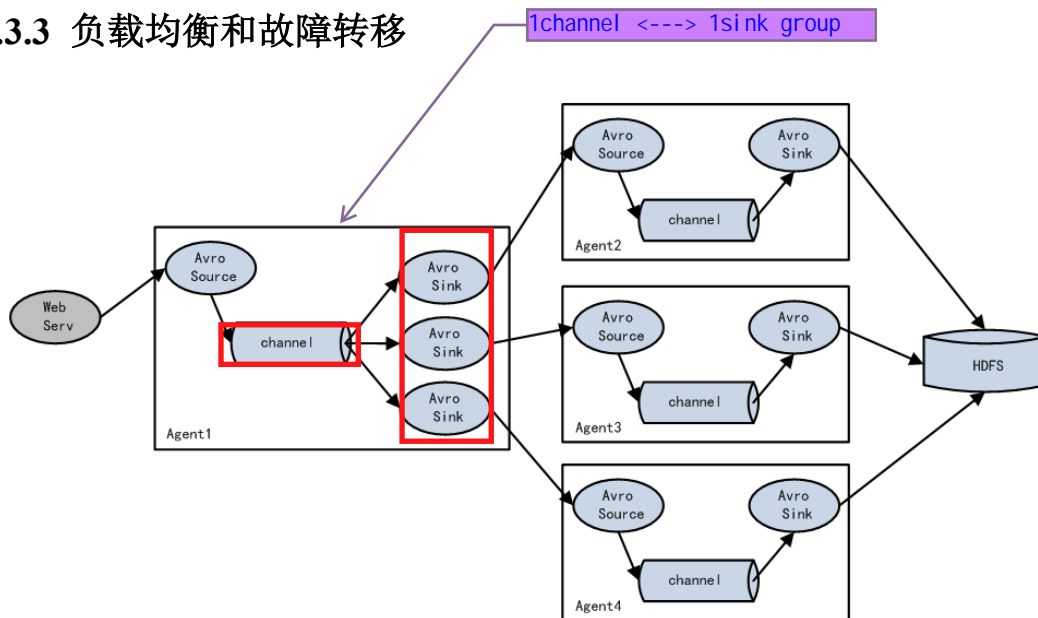 .3.3 负载均衡和故障转移
1channel <---> 1sink group
Web
Serv
Avro
Source
channel
Avro
Sink
Avro
Sink
Avro
Sink
Agent1
Avro
Source
Avro
Sink
channel
Agent2
Avro
Source
Avro
Sink
channel
Agent3
Avro
Source
Avro
Sink
channel
Agent4
HDFS